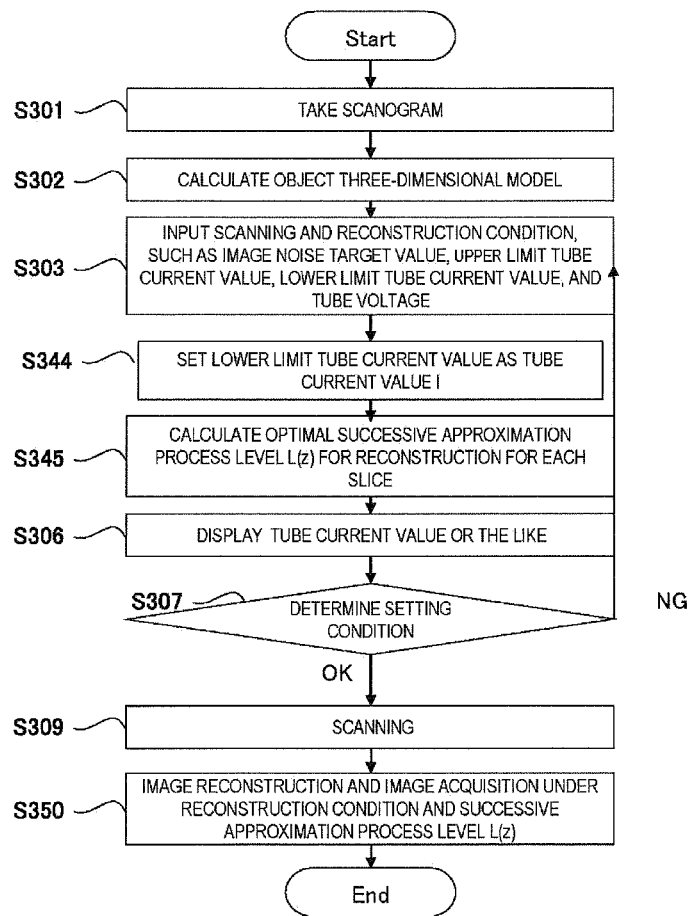 Start
S301
TAKE SCANOGRAM
S302
CALCULATE OBJECT THREE-DIMENSIONAL MODEL
S303
INPUT SCANNING AND RECONSTRUCTION CONDITION,
SUCH AS IMAGE NOISE TARGET VALUE, UPPER LIMIT TUBE
CURRENT VALUE, LOWER LIMIT TUBE CURRENT VALUE, AND
TUBE VOLTAGE
S344
SET LOWER LIMIT TUBE CURRENT VALUE AS TUBE
CURRENT VALUE I
S345
CALCULATE OPTIMAL SUCCESSIVE APPROXIMATION
PROCESS LEVEL L(z) FOR RECONSTRUCTION FOR EACH
SLICE
S306
DISPLAY TUBE CURRENT VALUE OR THE LIKE
S307
DETERMINE SETTING
CONDITION
NG
OK
S309
SCANNING
S350
IMAGE RECONSTRUCTION AND IMAGE ACQUISITION UNDER
RECONSTRUCTION CONDITION AND SUCCESSIVE
APPROXIMATION PROCESS LEVEL L(z)
End